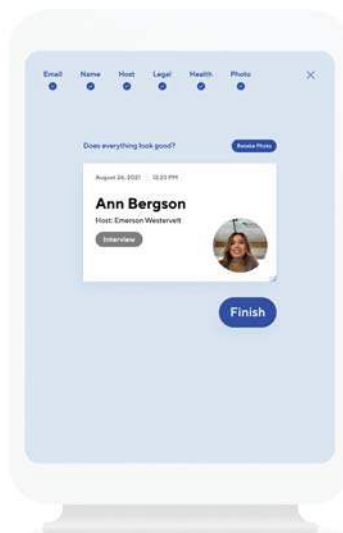 Email Name Host Legal Health Photo
Does everything look good? Retake Photo
August 26, 2021 | 12:23 PM
Ann Bergson
Host: Emerson Westervelt
Interview
Finish